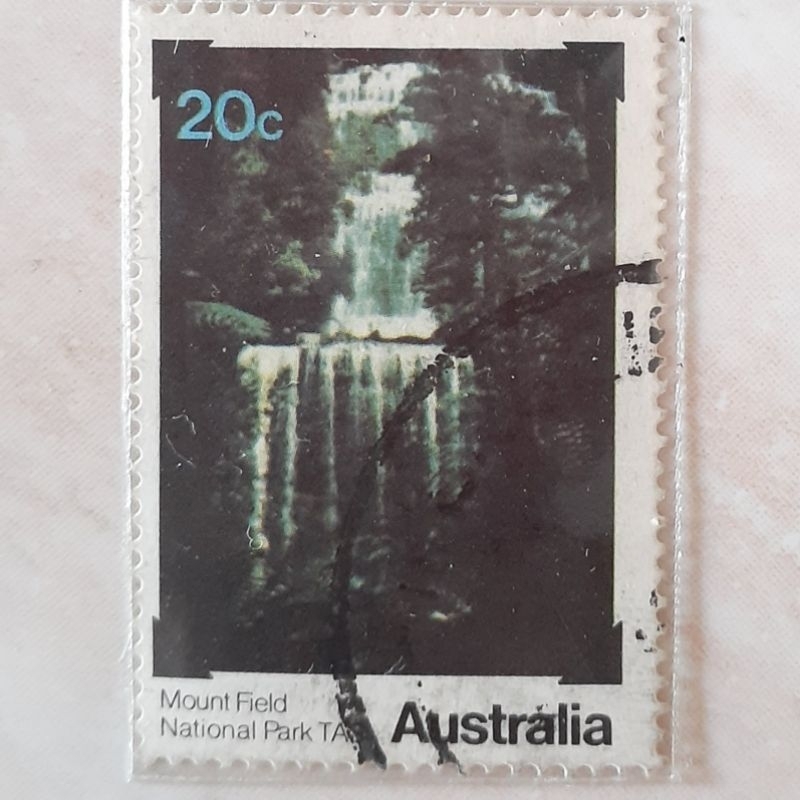 20c
Mount Field
National Park TAS
Australia